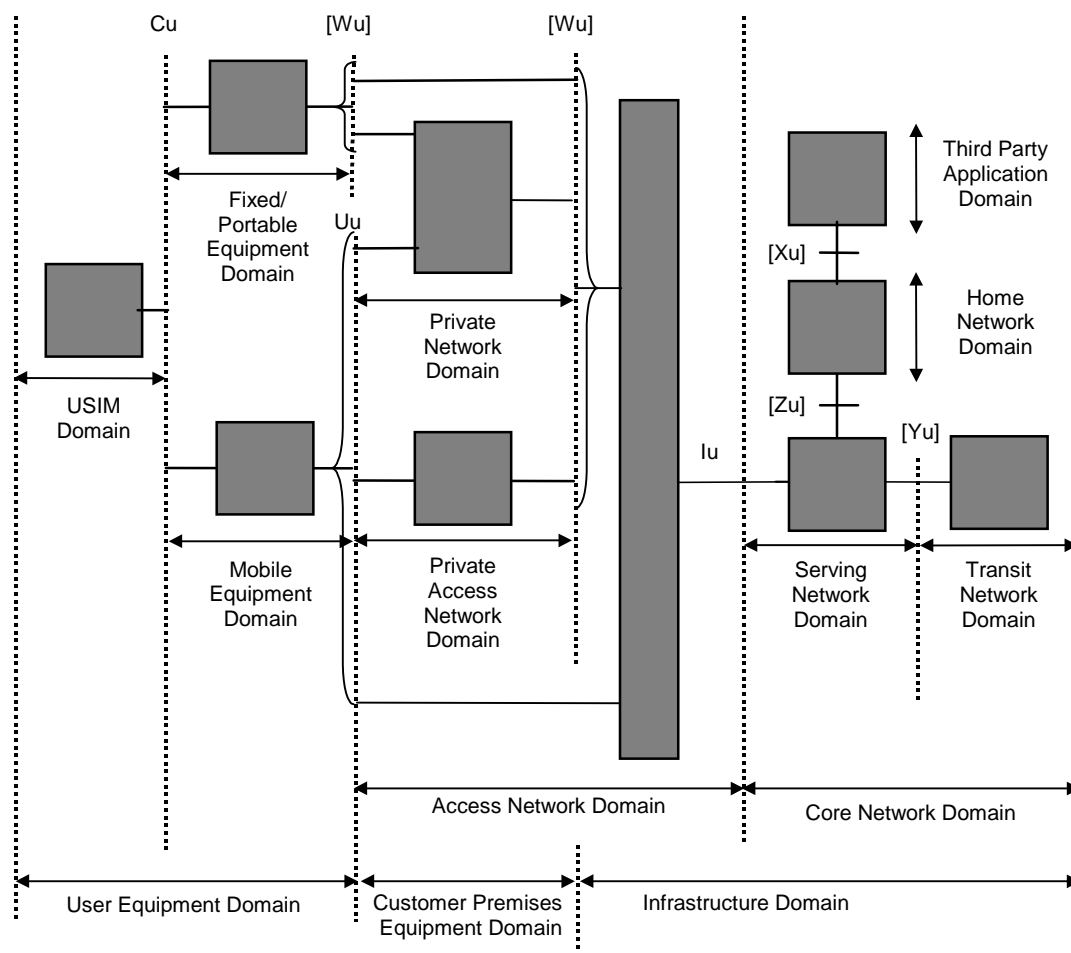 Cu
[Wu]
[Wu]
Third Party
Application
Domain
Fixed/
Portable
Equipment
Domain
Uu
[Xu]
Private
Network
Domain
Home
Network
Domain
USIM
Domain
[Zu]
[Yu]
Iu
Mobile
Equipment
Domain
Private
Access
Network
Domain
Serving
Network
Domain
Transit
Network
Domain
Access Network Domain
Core Network Domain
User Equipment Domain
Customer Premises
Equipment Domain
Infrastructure Domain